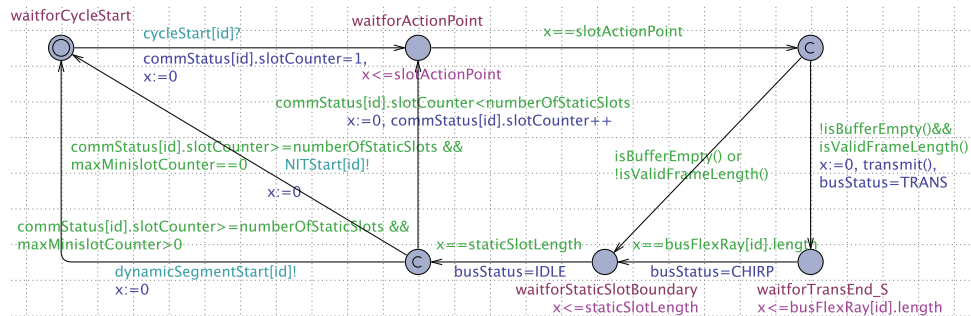 waitforCycleStart
cycleStart[id]?
commStatus[id].slotCounter=1,
x:=0
waitforActionPoint
x<=slotActionPoint
x==slotActionPoint
C
commStatus[id].slotCounter<numberOfStaticSlots
x:=0, commStatus[id].slotCounter++
!isBufferEmpty()&&
isValidFrameLength()
x:=0, transmit(),
busStatus=TRANS
isBufferEmpty() or
!isValidFrameLength()
commStatus[id].slotCounter>=numberOfStaticSlots &&
maxMinislotCounter==0
NITStart[id]!
x:=0
commStatus[id].slotCounter>=numberOfStaticSlots &&
maxMinislotCounter>0
dynamicSegmentStart[id]!
x:=0
C
x==staticSlotLength
busStatus=IDLE
x==busFlexRay[id].length
busStatus=CHIRP
waitforStaticSlotBoundary
x<=staticSlotLength
waitforTransEnd_S
x<=busFlexRay[id].length